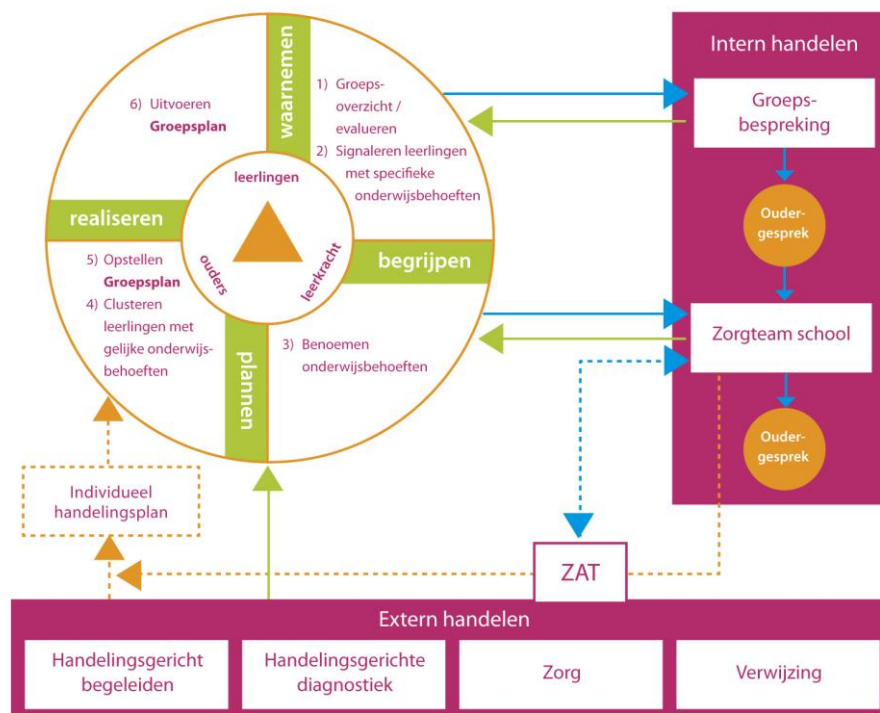 waarnemen
1) Groeps-
overzicht /
evalueren
2) Signaleren leerlingen
met specifieke
onderwijsbehoeften
begrijpen
3) Benoemen
onderwijsbehoeften
plannen
4) Clusteren
leerlingen met
gelijke onderwijs-
behoeften
5) Opstellen
Groepsplan
realiseren
6) Uitvoeren
Groepsplan
leerlingen
ouders
leerkracht
Intern handelen
Groeps-
bespreking
Ouder-
gesprek
Zorgteam school
Ouder-
gesprek
Individueel
handelingsplan
ZAT
Extern handelen
Handelingsgericht
begeleiden
Handelingsgerichte
diagnostiek
Zorg
Verwijzing